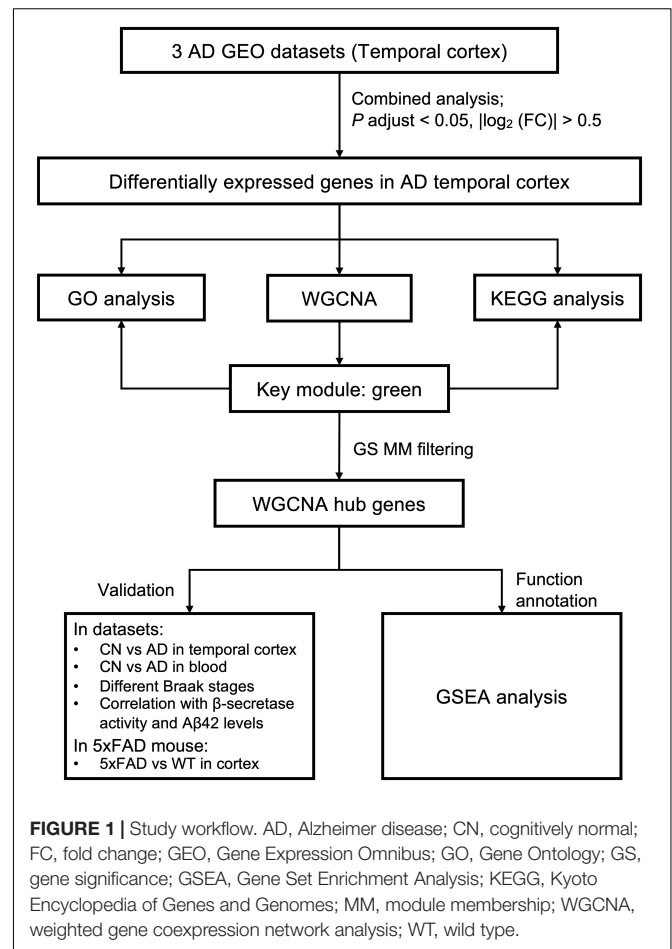 3 AD GEO datasets (Temporal cortex)
Combined analysis;
P adjust < 0.05, |log₂ (FC)| > 0.5
Differentially expressed genes in AD temporal cortex
GO analysis
WGCNA
KEGG analysis
Key module: green
GS MM filtering
WGCNA hub genes
Validation
Function
annotation
In datasets:
• CN vs AD in temporal cortex
• CN vs AD in blood
• Different Braak stages
• Correlation with β-secretase
activity and Aβ42 levels
In 5xFAD mouse:
• 5xFAD vs WT in cortex
GSEA analysis
FIGURE 1 | Study workflow. AD, Alzheimer disease; CN, cognitively normal;
FC, fold change; GEO, Gene Expression Omnibus; GO, Gene Ontology; GS,
gene significance; GSEA, Gene Set Enrichment Analysis; KEGG, Kyoto
Encyclopedia of Genes and Genomes; MM, module membership; WGCNA,
weighted gene coexpression network analysis; WT, wild type.